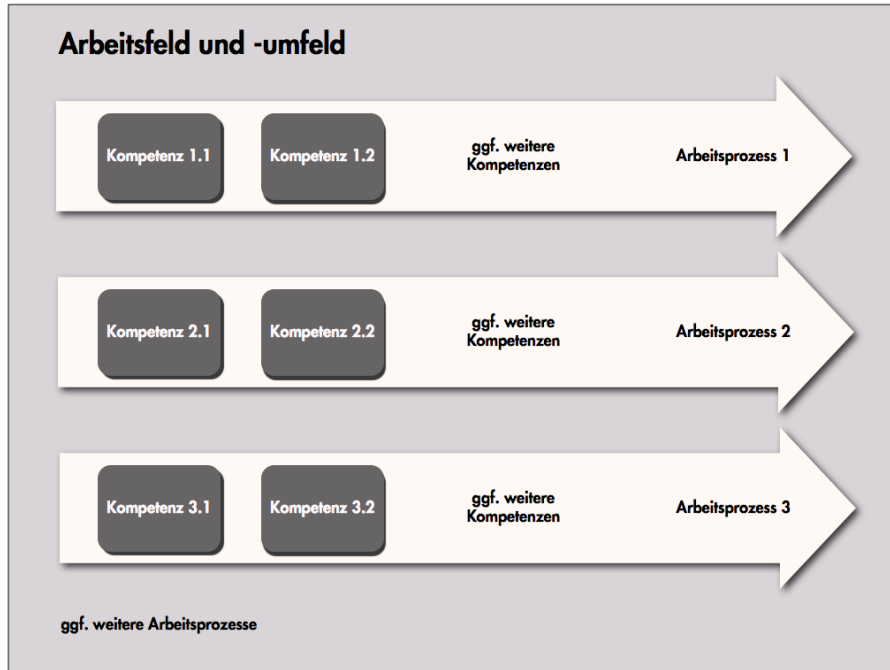 Arbeitsfeld und -umfeld
Kompetenz 1.1
Kompetenz 1.2
ggf. weitere
Kompetenzen
Arbeitsprozess 1
Kompetenz 2.1
Kompetenz 2.2
ggf. weitere
Kompetenzen
Arbeitsprozess 2
Kompetenz 3.1
Kompetenz 3.2
ggf. weitere
Kompetenzen
Arbeitsprozess 3
ggf. weitere Arbeitsprozesse